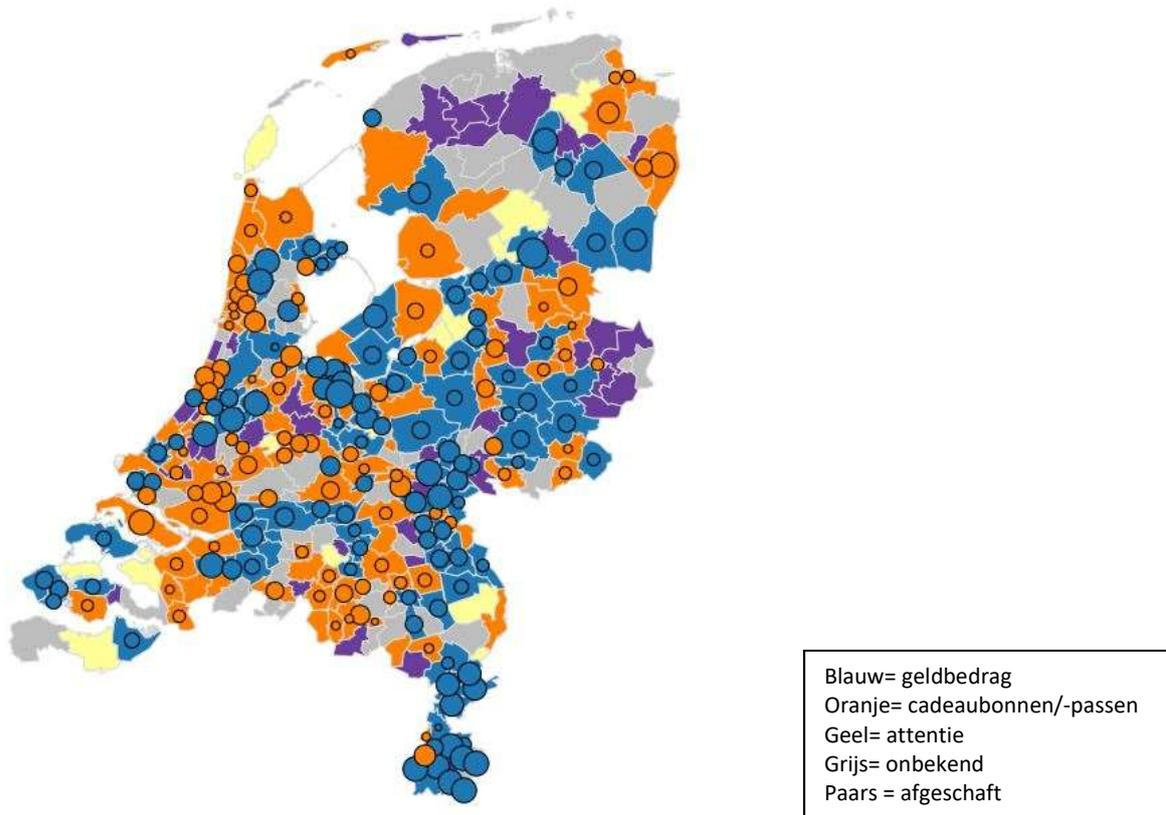 Blauw= geldbedrag
Oranje= cadeaubonnen/-passen
Geel= attentie
Grijs= onbekend
Paars = afgeschaft